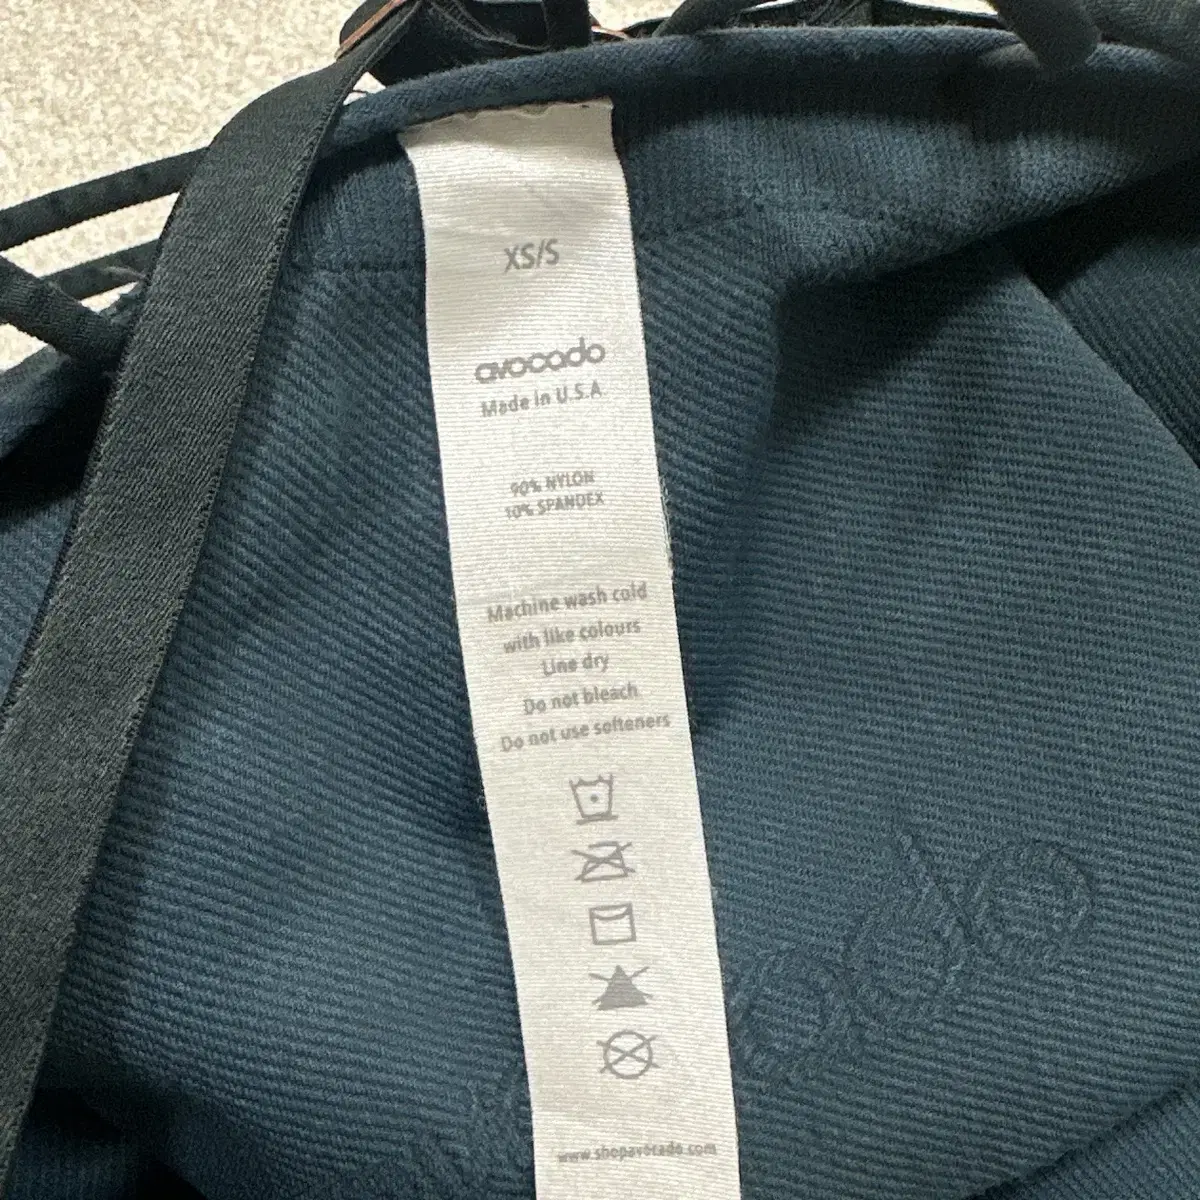 XS/S
avocado
Made in U.S.A.
90% NYLON
10% SPANDEX
Machine wash cold
with like colours
Line dry
Do not bleach
Do not use softeners
www.shopavocado.com